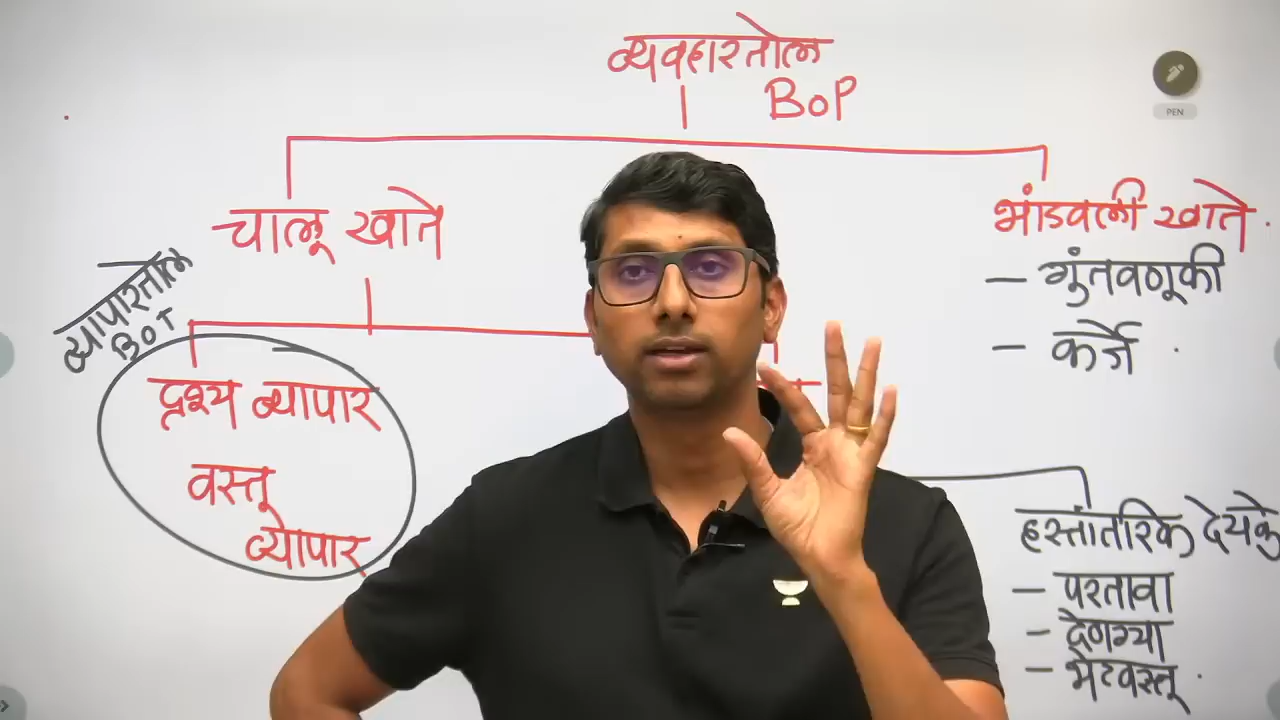 व्यवहारतोल
BOP
PEN
चालू खाते
भांडवली खाते
व्यापारतोल
BOT
– गुंतवणूकी
– कर्जे
दृश्य व्यापार
वस्तू
व्यापार
हस्तांतरिक देयके
– परतावा
– देणग्या
– भेटवस्तू